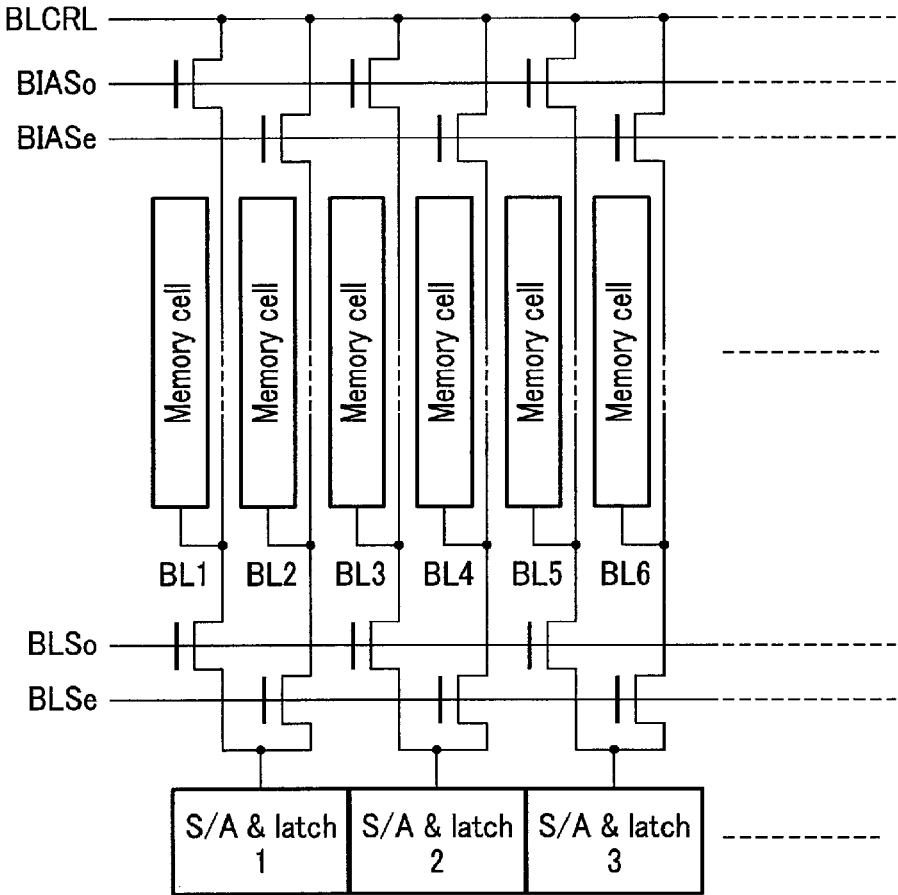 BLCRL
BIASo
BIASe
Memory cell
Memory cell
Memory cell
Memory cell
Memory cell
Memory cell
BL1 BL2 BL3 BL4 BL5 BL6
BLSo
BLSe
S/A & latch
1
S/A & latch
2
S/A & latch
3